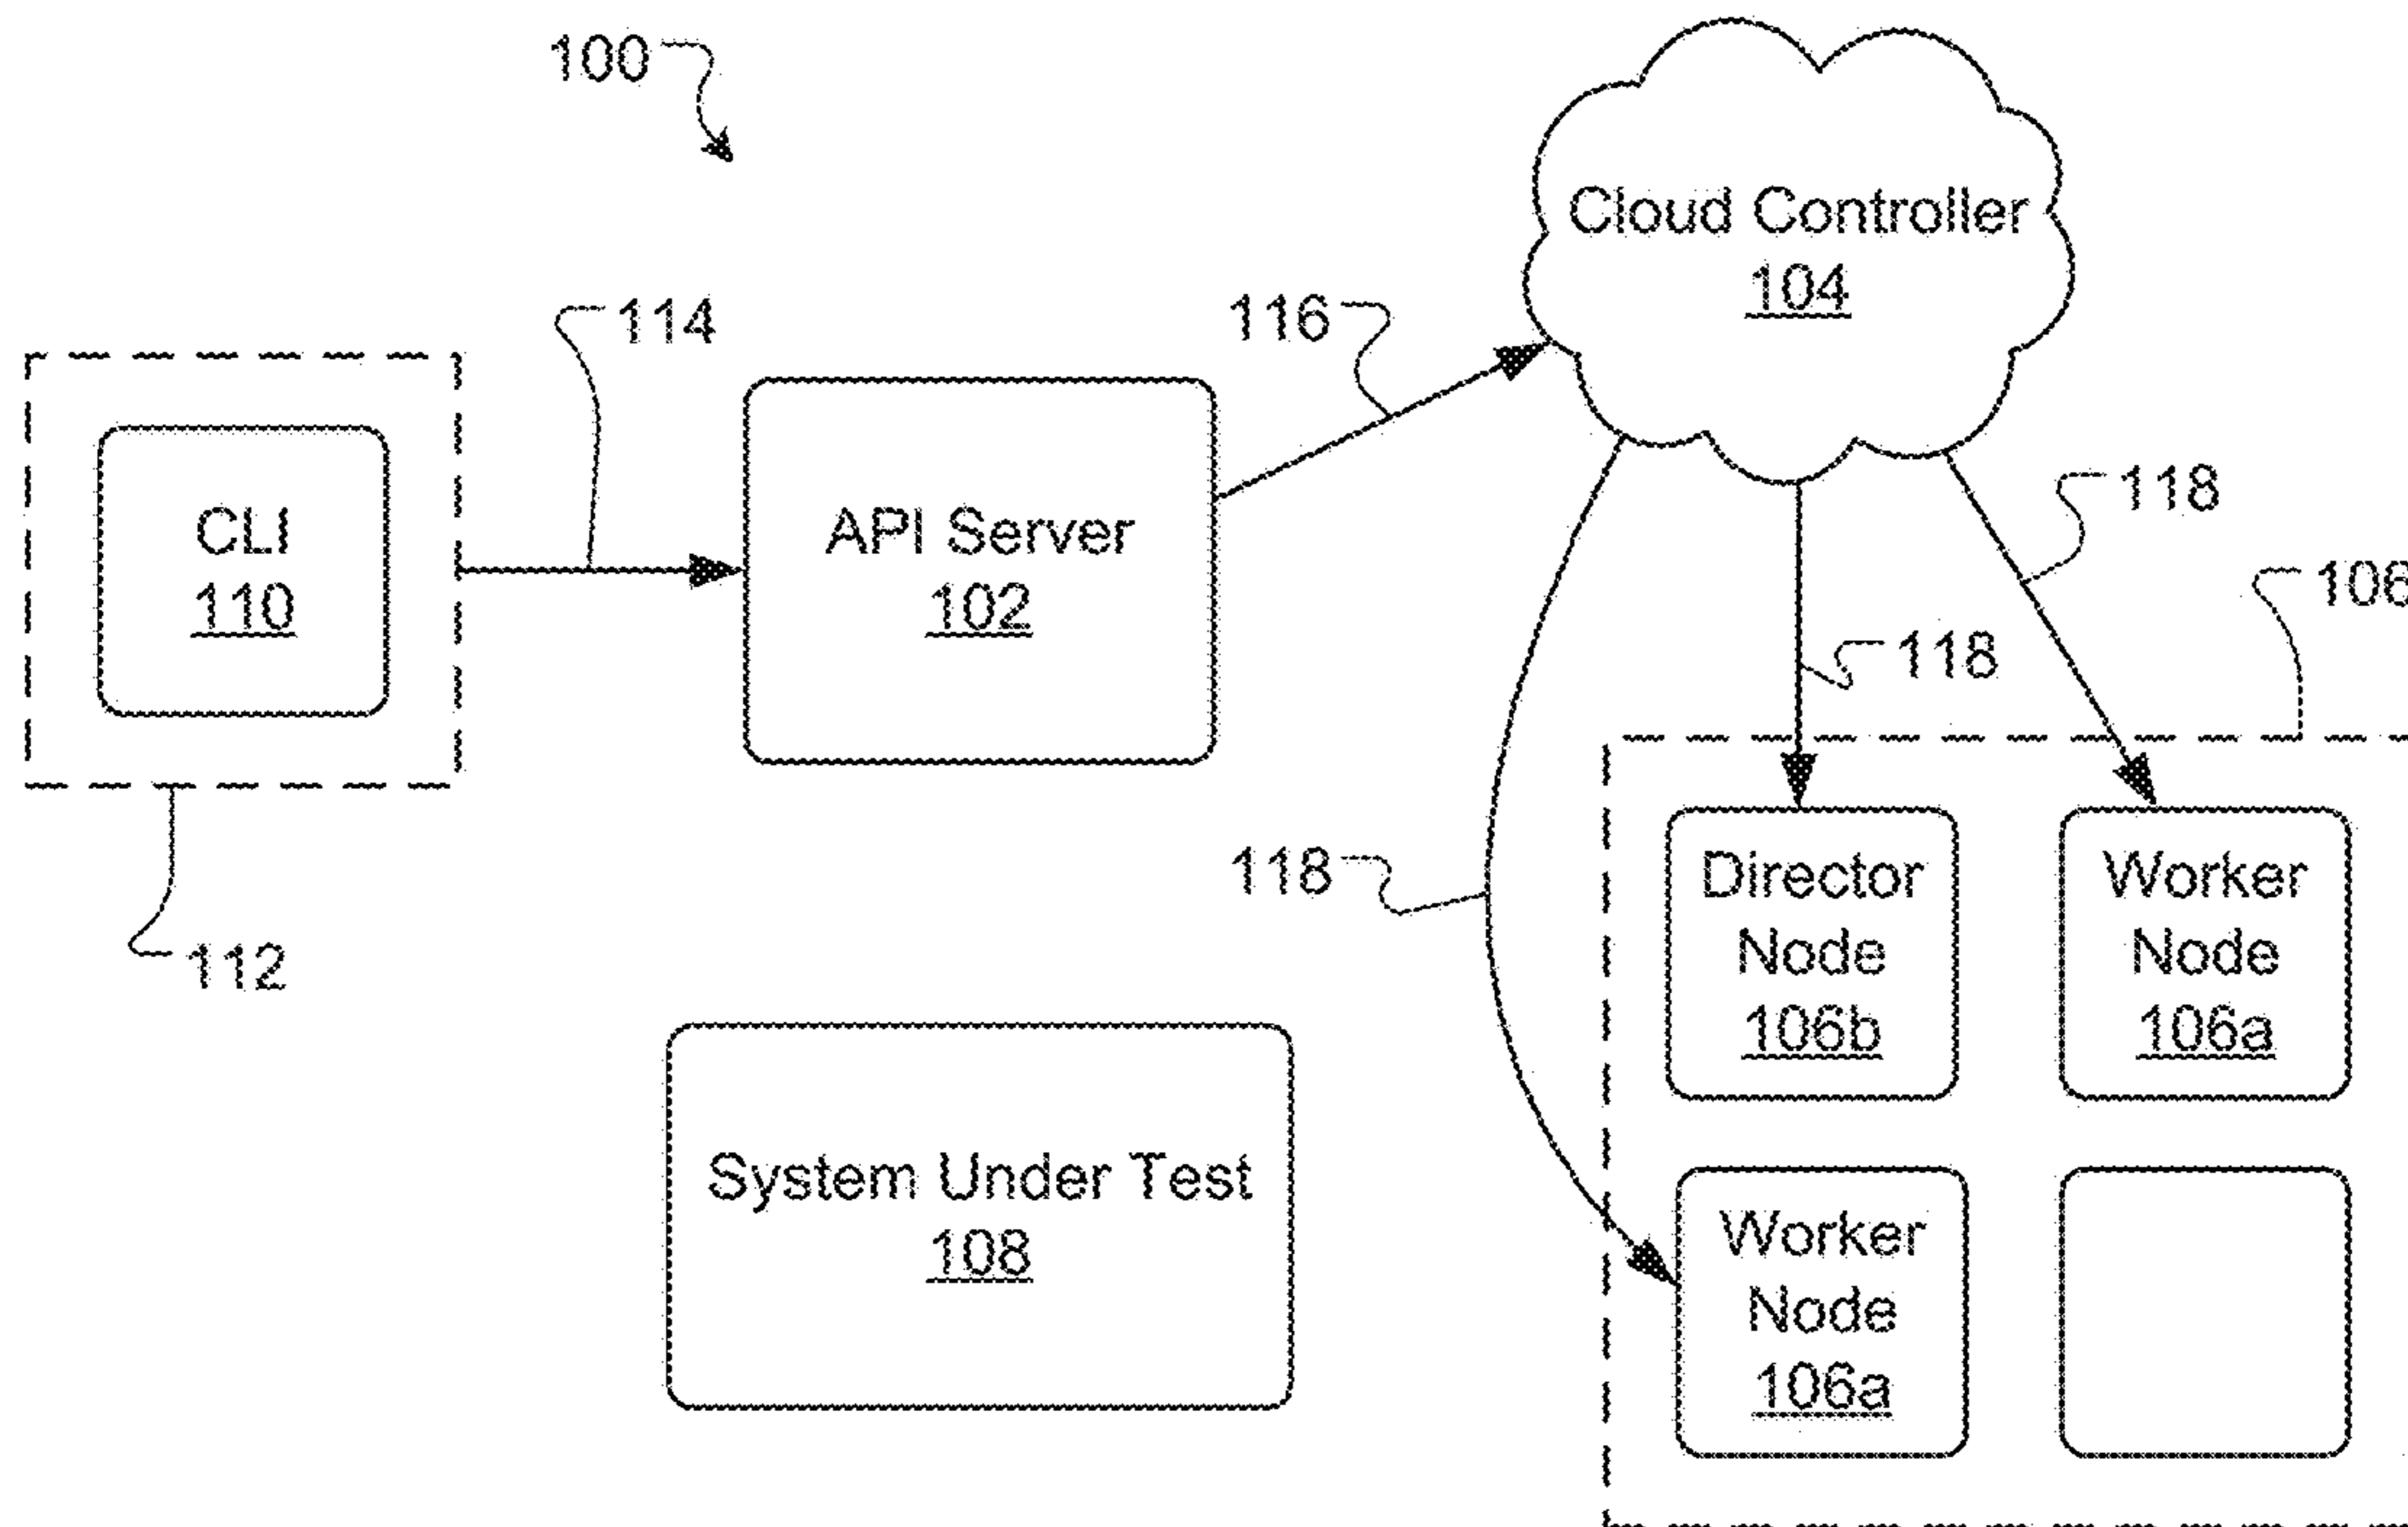 100
Cloud Controller
104
114
116
CLI
110
API Server
102
118
106
118
118
112
Director
Node
106b
Worker
Node
106a
System Under Test
108
Worker
Node
106a